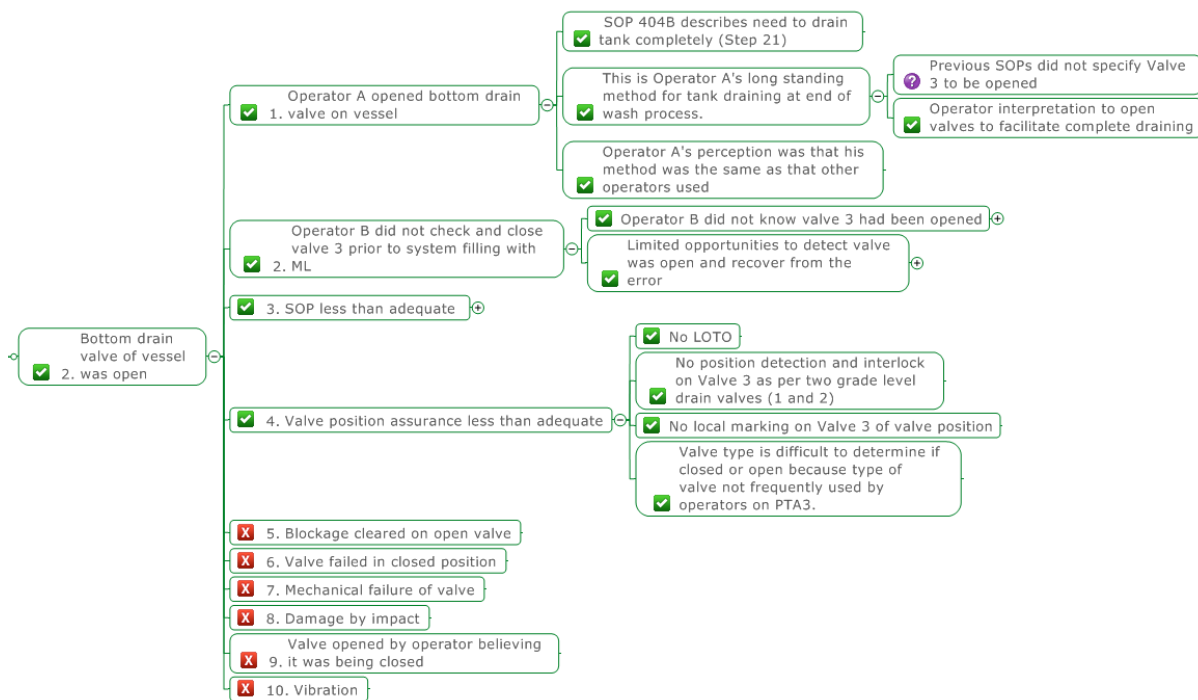 Bottom drain
valve of vessel
2. was open
Operator A opened bottom drain
1. valve on vessel
SOP 404B describes need to drain
tank completely (Step 21)
This is Operator A's long standing
method for tank draining at end of
wash process.
Previous SOPs did not specify Valve
3 to be opened
Operator interpretation to open
valves to facilitate complete draining
Operator A's perception was that his
method was the same as that other
operators used
Operator B did not check and close
valve 3 prior to system filling with
2. ML
Operator B did not know valve 3 had been opened
Limited opportunities to detect valve
was open and recover from the
error
3. SOP less than adequate
4. Valve position assurance less than adequate
No LOTO
No position detection and interlock
on Valve 3 as per two grade level
drain valves (1 and 2)
No local marking on Valve 3 of valve position
Valve type is difficult to determine if
closed or open because type of
valve not frequently used by
operators on PTA3.
5. Blockage cleared on open valve
6. Valve failed in closed position
7. Mechanical failure of valve
8. Damage by impact
Valve opened by operator believing
9. it was being closed
10. Vibration